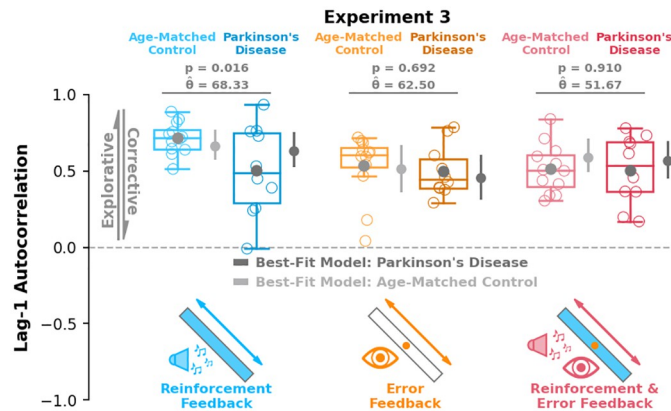 Experiment 3
Age-Matched Control
Parkinson's Disease
Age-Matched Control
Parkinson's Disease
Age-Matched Control
Parkinson's Disease
p = 0.016
θ̂ = 68.33
p = 0.692
θ̂ = 62.50
p = 0.910
θ̂ = 51.67
Lag-1 Autocorrelation
1.0
0.5
0.0
−0.5
−1.0
Explorative
Corrective
Best-Fit Model: Parkinson's Disease
Best-Fit Model: Age-Matched Control
Reinforcement
Feedback
Error
Feedback
Reinforcement &
Error Feedback